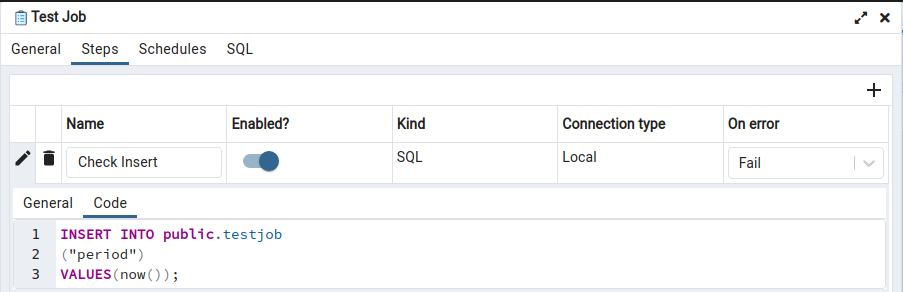 Test Job
General Steps Schedules SQL
Name Enabled? Kind Connection type On error
Check Insert SQL Local Fail
General Code
1 INSERT INTO public.testjob
2 ("period")
3 VALUES(now());